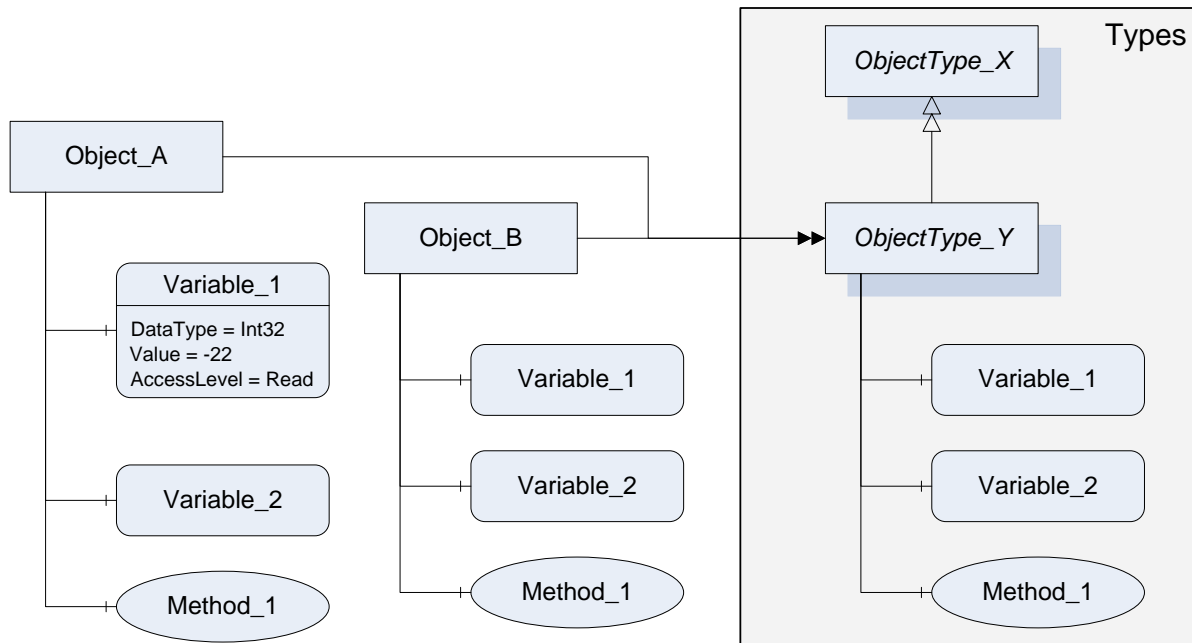 Types
ObjectType_X
Object_A
Object_B
ObjectType_Y
Variable_1
DataType = Int32
Value = -22
AccessLevel = Read
Variable_1
Variable_1
Variable_2
Variable_2
Variable_2
Method_1
Method_1
Method_1